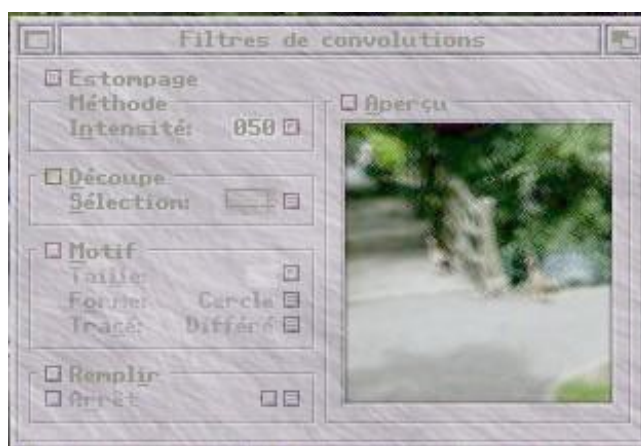 Filtres de convolutions
Estompage
Méthode
Intensité: 050
Découpe
Sélection:
Motif
Taille:
Forme: Cercle
Tracé: Différé
Remplir
Arrêt
Aperçu